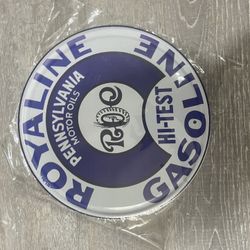 ROYALINE
GASOLINE
PENNSYLVANIA
MOTOR OILS
HI-TEST